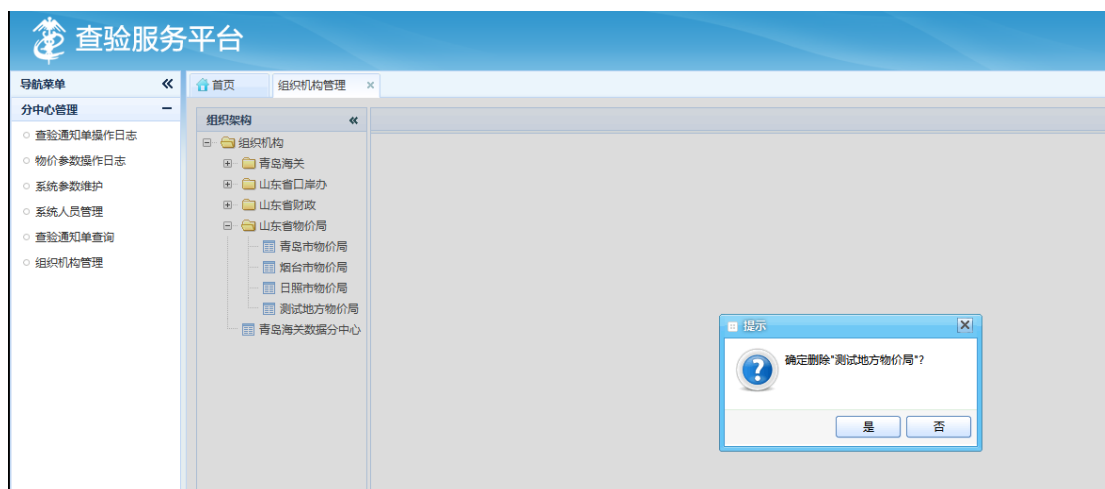 查验服务平台
导航菜单
首页
组织机构管理
分中心管理
查验通知单操作日志
物价参数操作日志
系统参数维护
系统人员管理
查验通知单查询
组织机构管理
组织架构
组织机构
青岛海关
山东省口岸办
山东省财政
山东省物价局
青岛市物价局
烟台市物价局
日照市物价局
测试地方物价局
青岛海关数据分中心
提示
确定删除"测试地方物价局"?
是
否